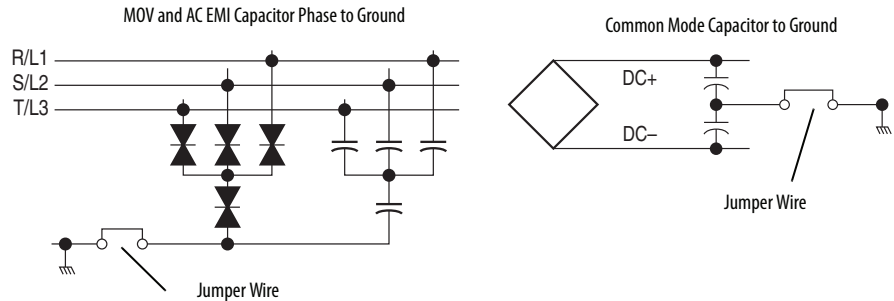 MOV and AC EMI Capacitor Phase to Ground
R/L1
S/L2
T/L3
Jumper Wire
Common Mode Capacitor to Ground
DC+
DC–
Jumper Wire